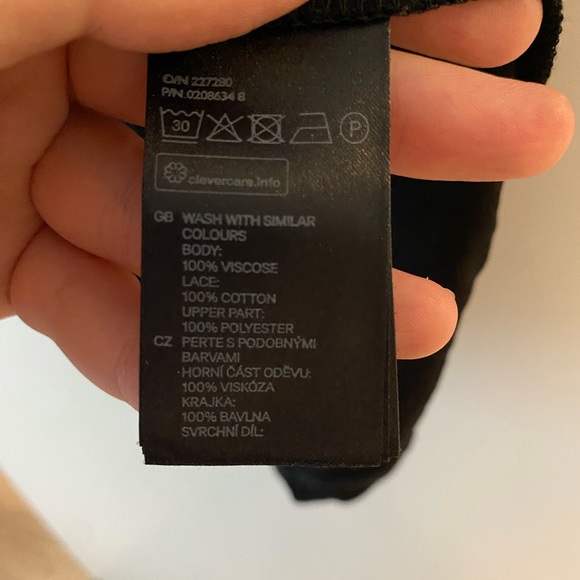 O/N 227280
P/N 0208634 8
30 P
clevercare.info
GB WASH WITH SIMILAR
COLOURS
BODY:
100% VISCOSE
LACE:
100% COTTON
UPPER PART:
100% POLYESTER
CZ PERTE S PODOBNÝMI
BARVAMI
HORNÍ ČÁST ODĚVU:
100% VISKÓZA
KRAJKA:
100% BAVLNA
SVRCHNÍ DÍL: